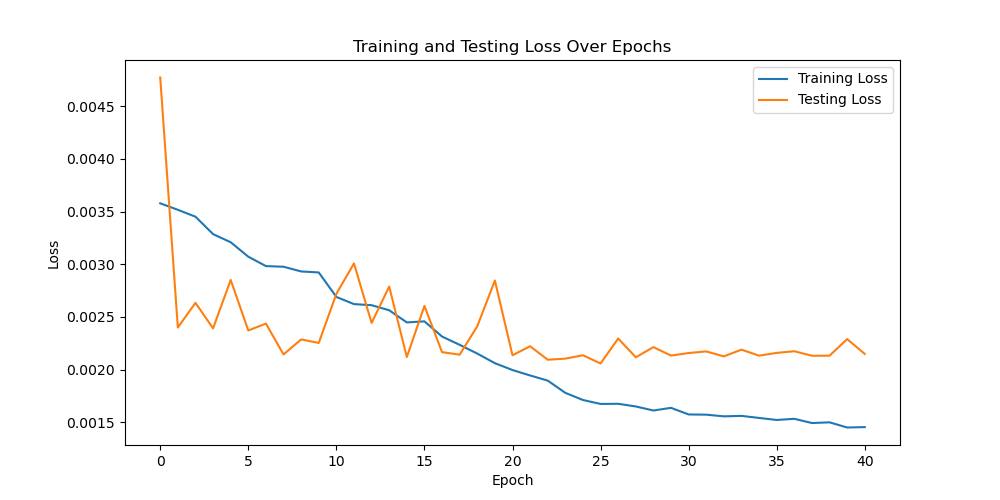 Training and Testing Loss Over Epochs
Training Loss
Testing Loss
Loss
0.0045
0.0040
0.0035
0.0030
0.0025
0.0020
0.0015
0 5 10 15 20 25 30 35 40
Epoch